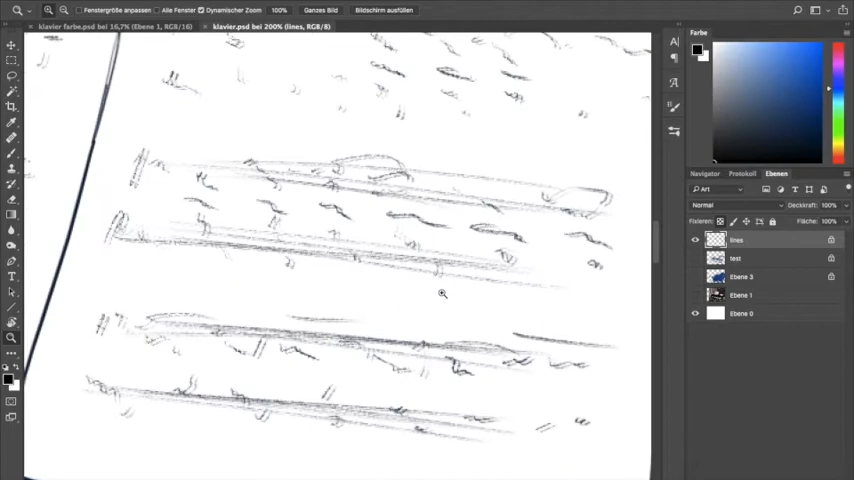 Fenstergröße anpassen Alle Fenster Dynamischer Zoom 100% Ganzes Bild Bildschirm ausfüllen
klavier farbe.psd bei 16,7% (Ebene 1, RGB/16) klavier.psd bei 200% (lines, RGB/8)
Farbe
Navigator Protokoll Ebenen
Art
Normal Deckkraft: 100%
Fixieren: Fläche: 100%
lines
test
Ebene 3
Ebene 1
Ebene 0